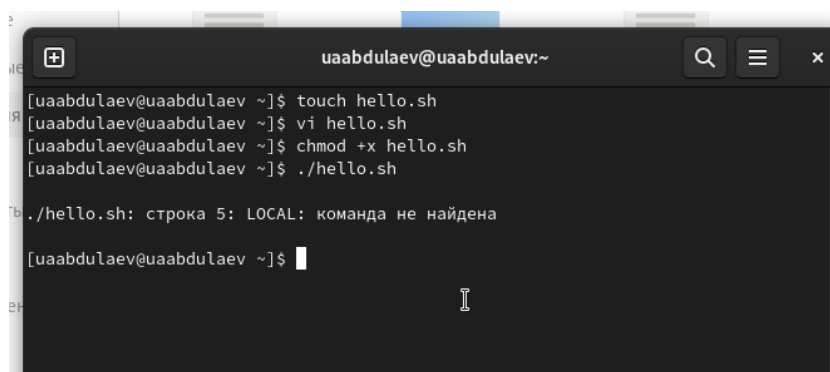 uaabdulaev@uaabdulaev:~
[uaabdulaev@uaabdulaev ~]$ touch hello.sh
[uaabdulaev@uaabdulaev ~]$ vi hello.sh
[uaabdulaev@uaabdulaev ~]$ chmod +x hello.sh
[uaabdulaev@uaabdulaev ~]$ ./hello.sh
./hello.sh: строка 5: LOCAL: команда не найдена
[uaabdulaev@uaabdulaev ~]$